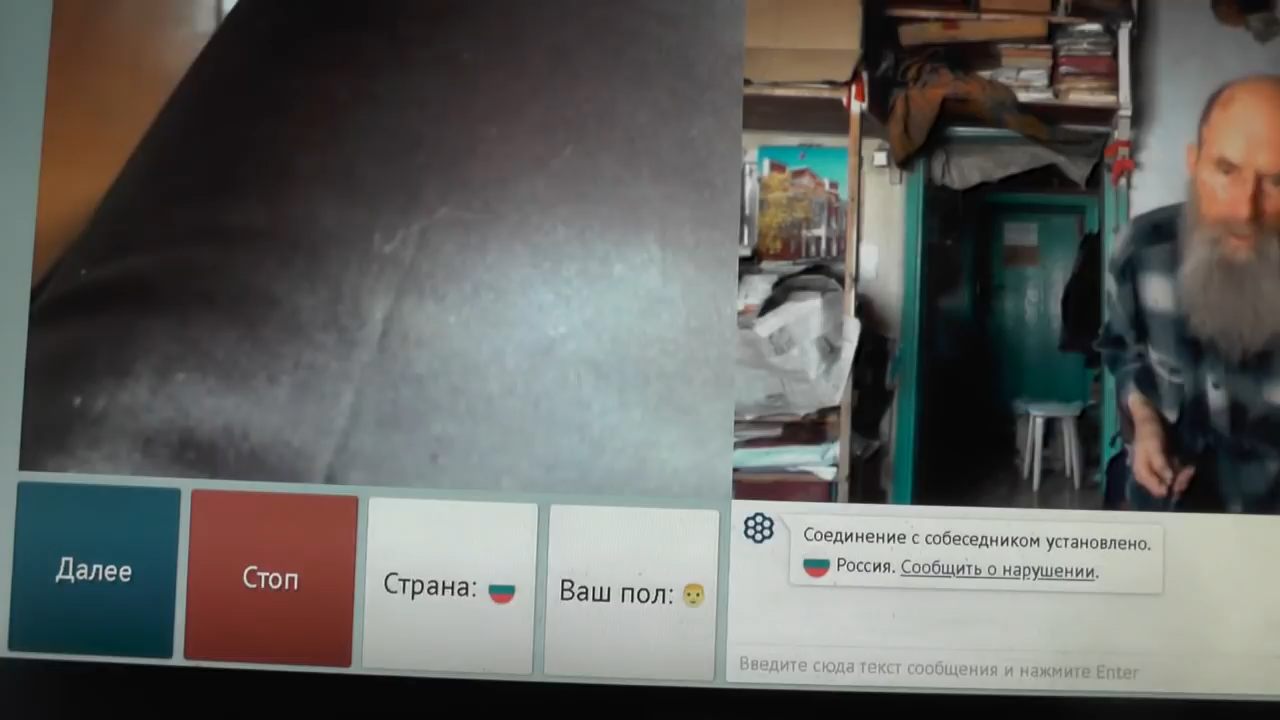 Далее
Стоп
Страна:
Ваш пол:
Соединение с собеседником установлено.
Россия. Сообщить о нарушении.
Введите сюда текст сообщения и нажмите Enter